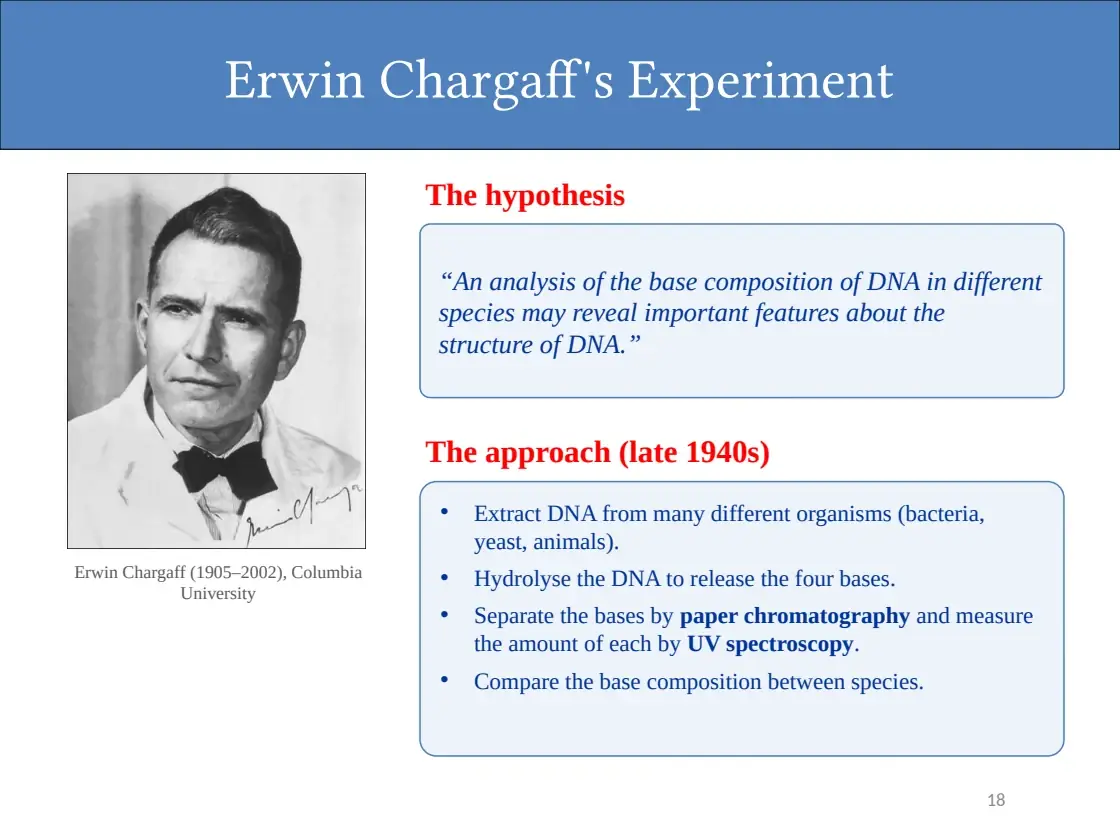 Erwin Chargaff's Experiment
The hypothesis
“An analysis of the base composition of DNA in different
species may reveal important features about the
structure of DNA.”
The approach (late 1940s)
• Extract DNA from many different organisms (bacteria,
yeast, animals).
• Hydrolyse the DNA to release the four bases.
• Separate the bases by paper chromatography and measure
the amount of each by UV spectroscopy.
• Compare the base composition between species.
Erwin Chargaff (1905–2002), Columbia
University
18